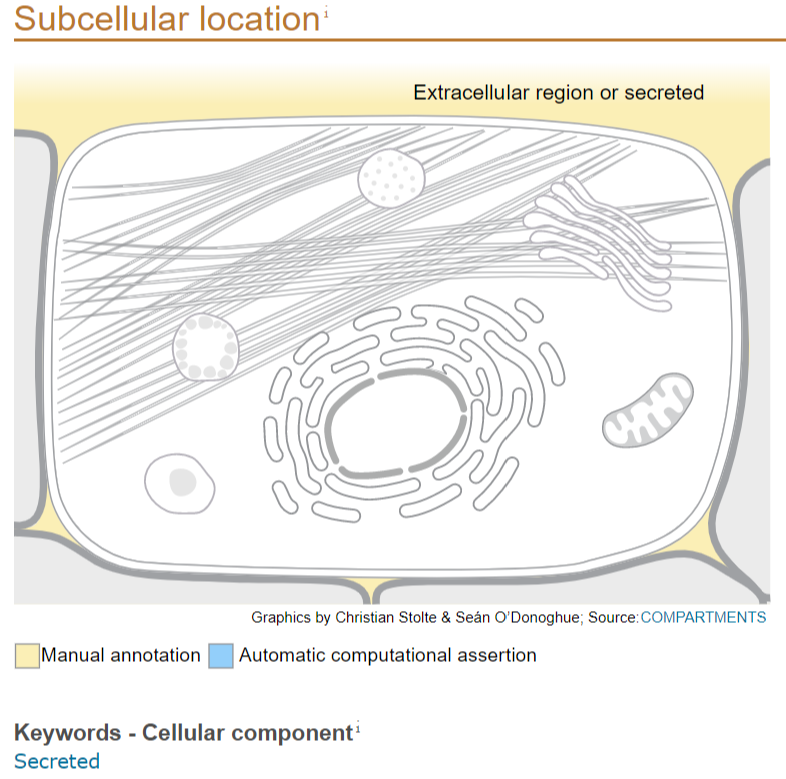 Subcellular location i
Extracellular region or secreted
Graphics by Christian Stolte & Seán O’Donoghue; Source: COMPARTMENTS
Manual annotation Automatic computational assertion
Keywords - Cellular component i
Secreted